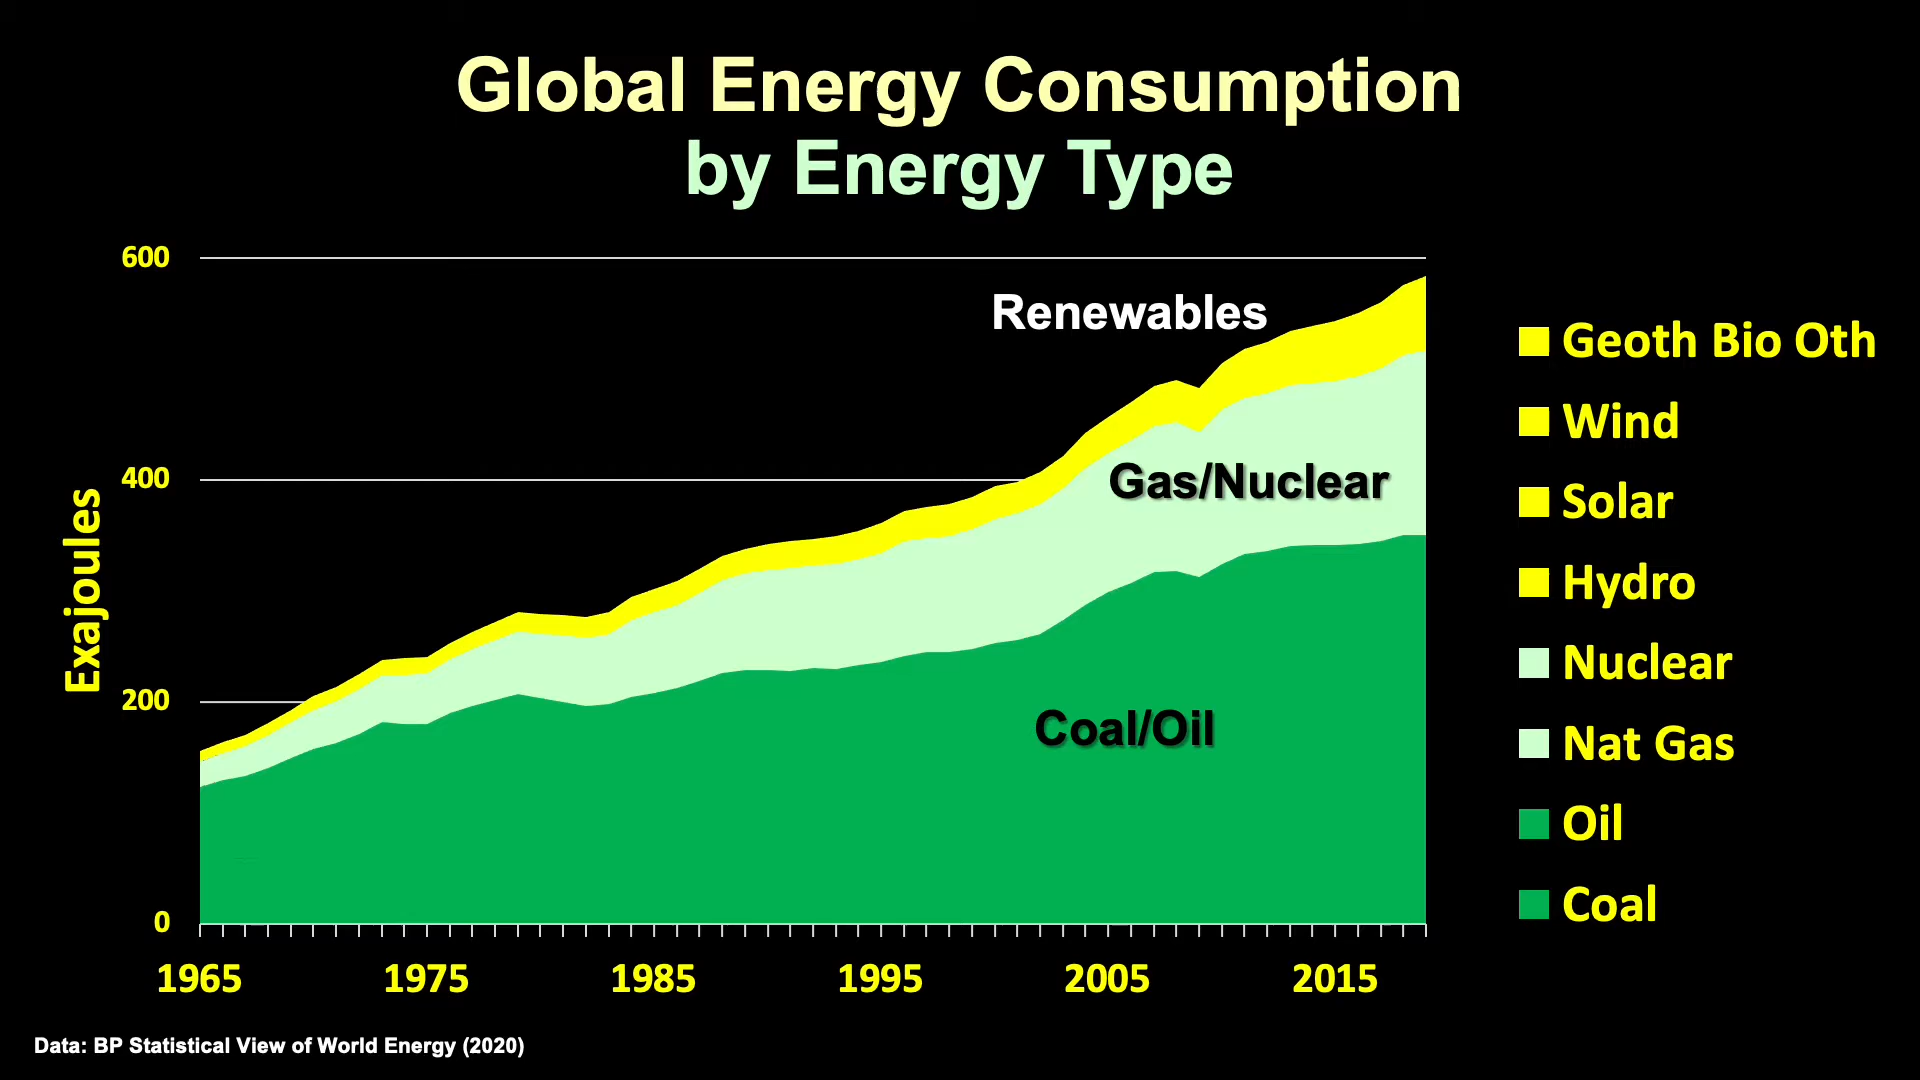 Global Energy Consumption
by Energy Type
600
400
200
0
Exajoules
Renewables
Gas/Nuclear
Coal/Oil
Geoth Bio Oth
Wind
Solar
Hydro
Nuclear
Nat Gas
Oil
Coal
1965 1975 1985 1995 2005 2015
Data: BP Statistical View of World Energy (2020)